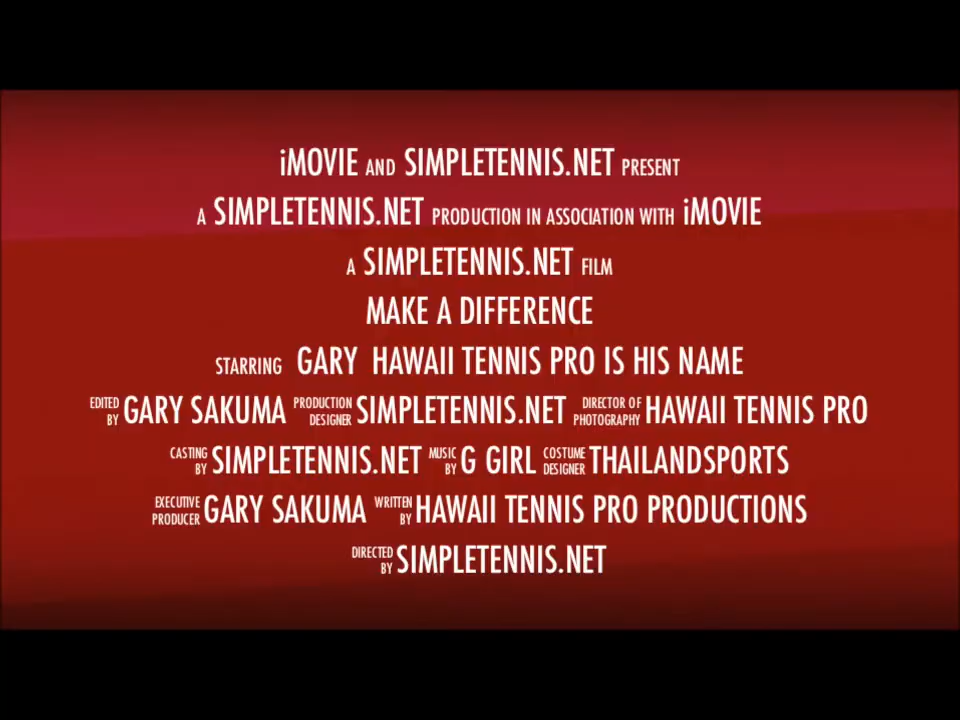 iMOVIE AND SIMPLETENNIS.NET PRESENT
A SIMPLETENNIS.NET PRODUCTION IN ASSOCIATION WITH iMOVIE
A SIMPLETENNIS.NET FILM
MAKE A DIFFERENCE
STARRING GARY HAWAII TENNIS PRO IS HIS NAME
EDITED BY GARY SAKUMA PRODUCTION DESIGNER SIMPLETENNIS.NET DIRECTOR OF PHOTOGRAPHY HAWAII TENNIS PRO
CASTING BY SIMPLETENNIS.NET MUSIC BY G GIRL COSTUME DESIGNER THAILANDSPORTS
EXECUTIVE PRODUCER GARY SAKUMA WRITTEN BY HAWAII TENNIS PRO PRODUCTIONS
DIRECTED BY SIMPLETENNIS.NET